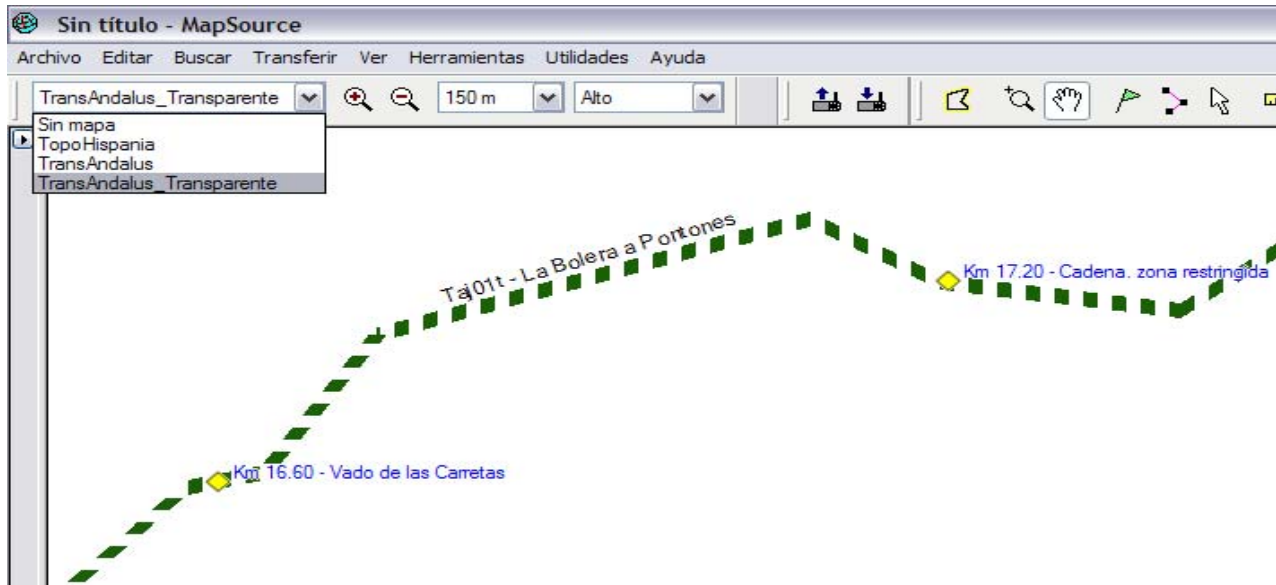 Sin título - MapSource
Archivo Editar Buscar Transferir Ver Herramientas Utilidades Ayuda
TransAndalus_Transparente 150 m Alto
Sin mapa
TopoHispania
TransAndalus
TransAndalus_Transparente
Taj01t - La Bolera a Pontones
Km 17.20 - Cadena. zona restringida
Km 16.60 - Vado de las Carretas